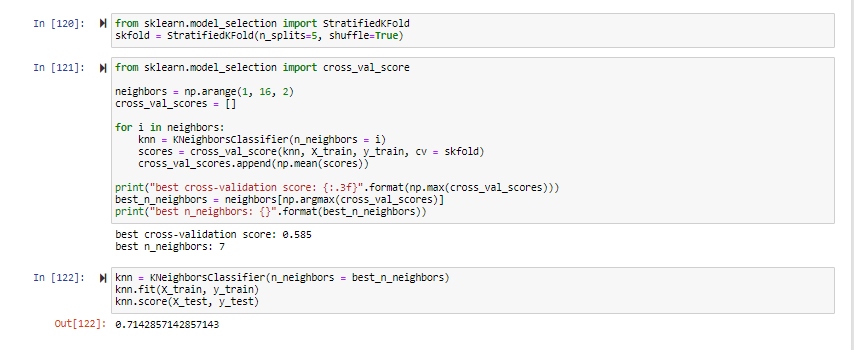 In [120]: from sklearn.model_selection import StratifiedKFold
skfold = StratifiedKFold(n_splits=5, shuffle=True)
In [121]: from sklearn.model_selection import cross_val_score
neighbors = np.arange(1, 16, 2)
cross_val_scores = []
for i in neighbors:
    knn = KNeighborsClassifier(n_neighbors = i)
    scores = cross_val_score(knn, X_train, y_train, cv = skfold)
    cross_val_scores.append(np.mean(scores))
print("best cross-validation score: {:.3f}".format(np.max(cross_val_scores)))
best_n_neighbors = neighbors[np.argmax(cross_val_scores)]
print("best n_neighbors: {}".format(best_n_neighbors))
best cross-validation score: 0.585
best n_neighbors: 7
In [122]: knn = KNeighborsClassifier(n_neighbors = best_n_neighbors)
knn.fit(X_train, y_train)
knn.score(X_test, y_test)
Out[122]: 0.7142857142857143